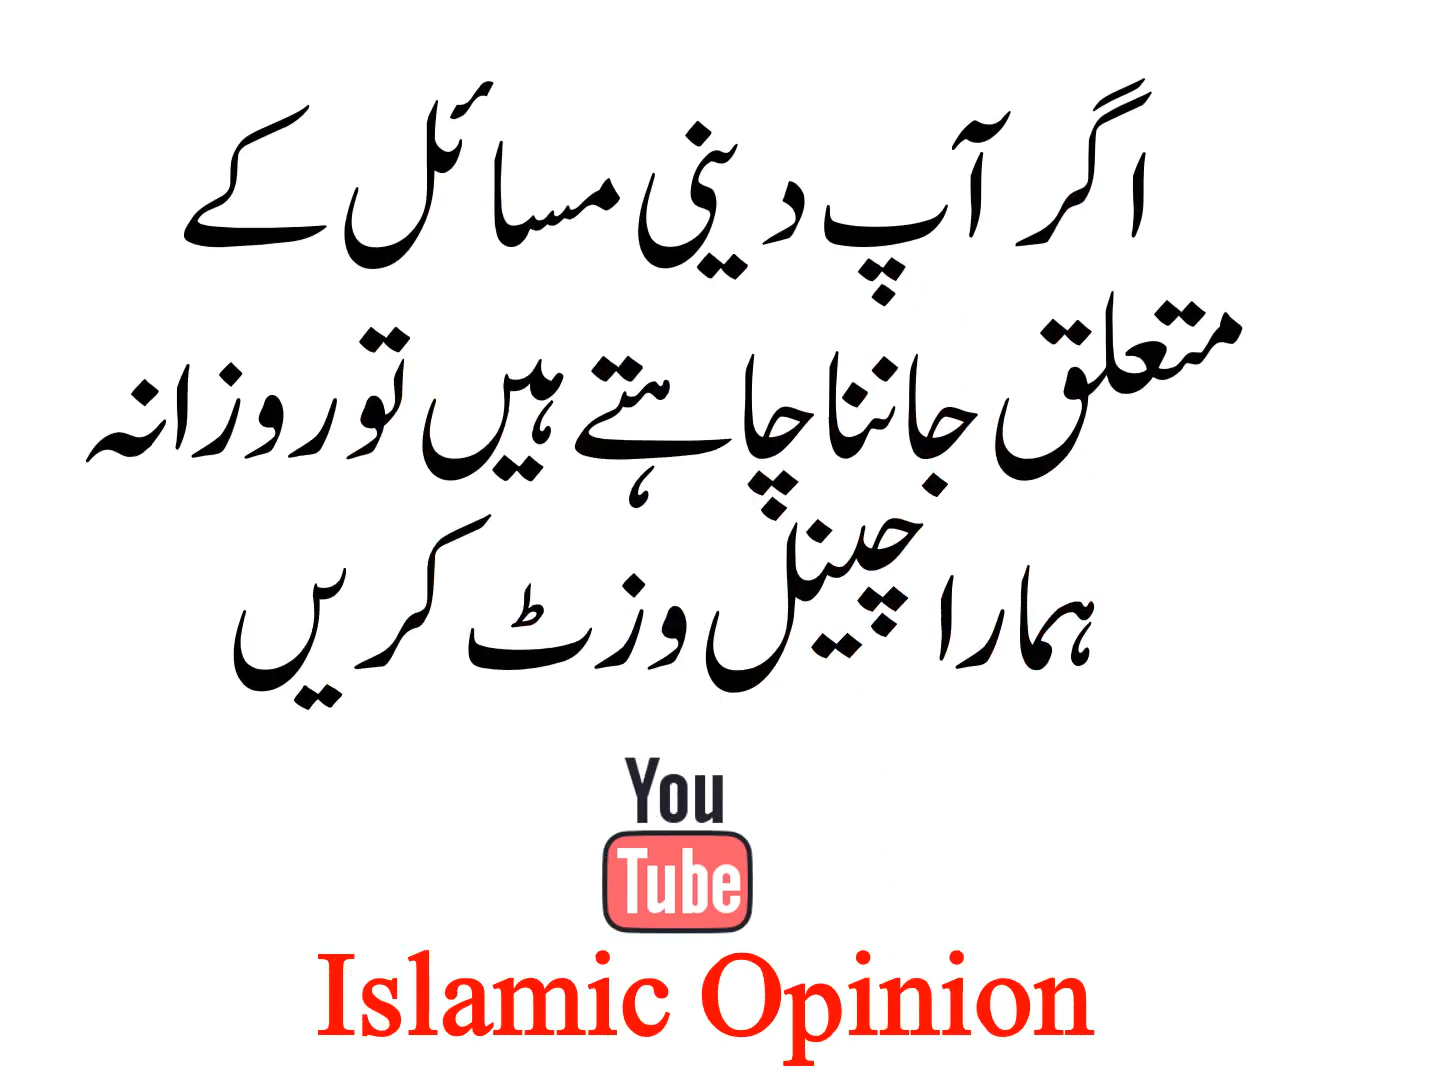 اگر آپ دینی مسائل کے
متعلق جاننا چاہتے ہیں تو روزانہ
ہمارا چینل وزٹ کریں
You
Tube
Islamic Opinion